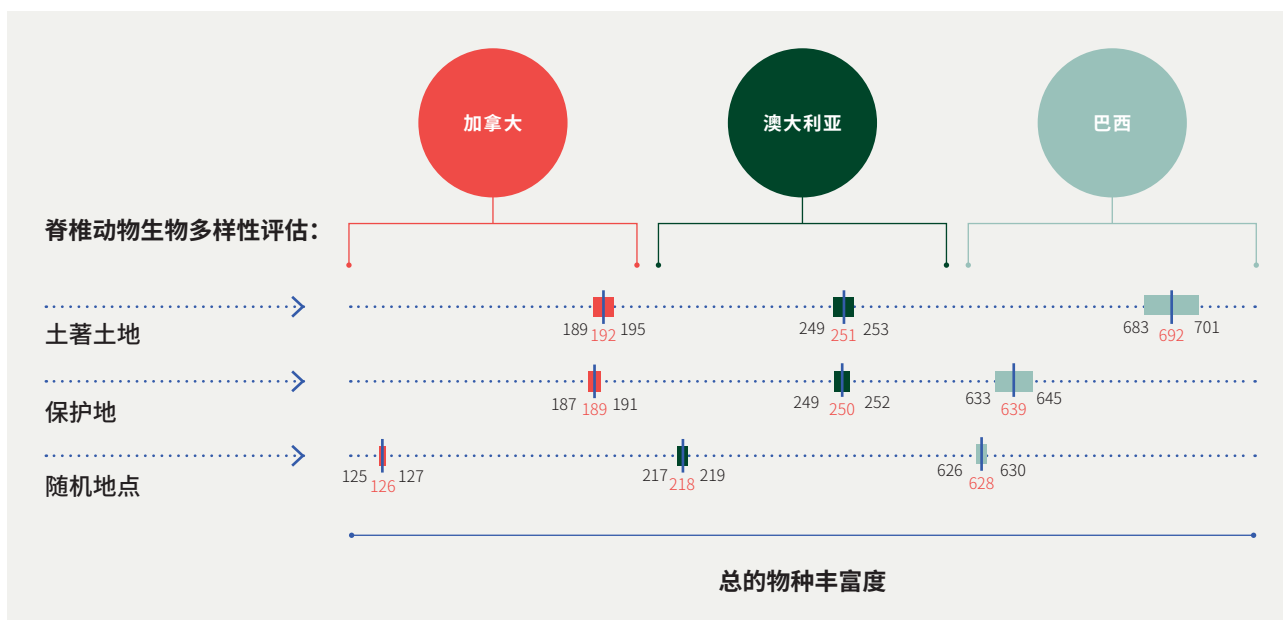 加拿大
澳大利亚
巴西
脊椎动物生物多样性评估：
土著土地
189 192 195
249 251 253
683 692 701
保护地
187 189 191
249 250 252
633 639 645
随机地点
125 126 127
217 218 219
626 628 630
总的物种丰富度